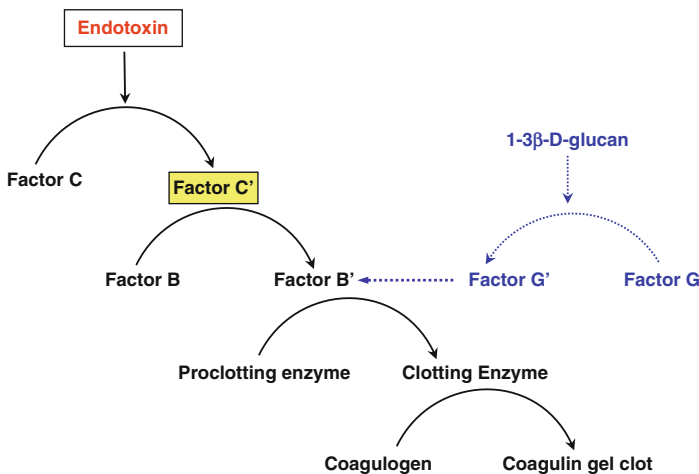 Endotoxin
1-3β-D-glucan
Factor C
Factor C’
Factor B
Factor B’
Factor G’
Factor G
Proclotting enzyme
Clotting Enzyme
Coagulogen
Coagulin gel clot